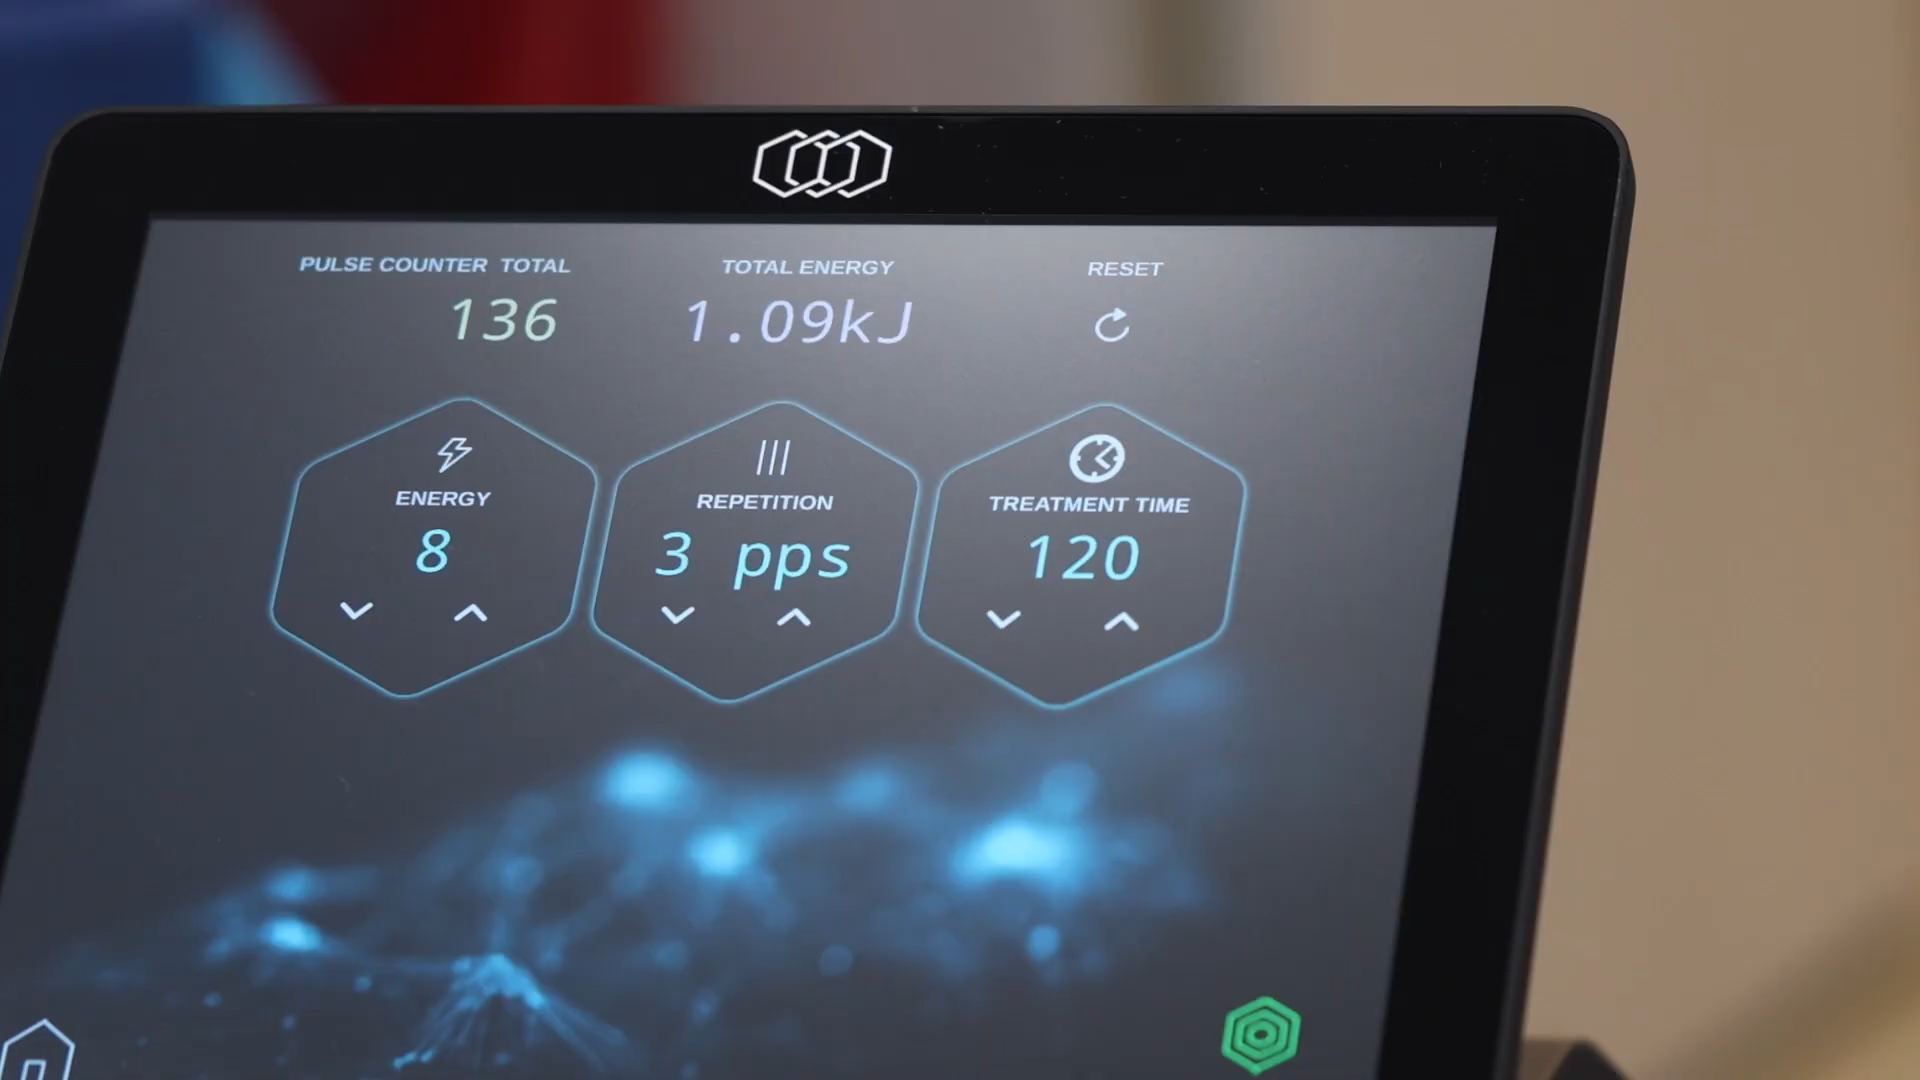 PULSE COUNTER TOTAL
136
TOTAL ENERGY
1.09kJ
RESET
ENERGY
8
REPETITION
3 pps
TREATMENT TIME
120